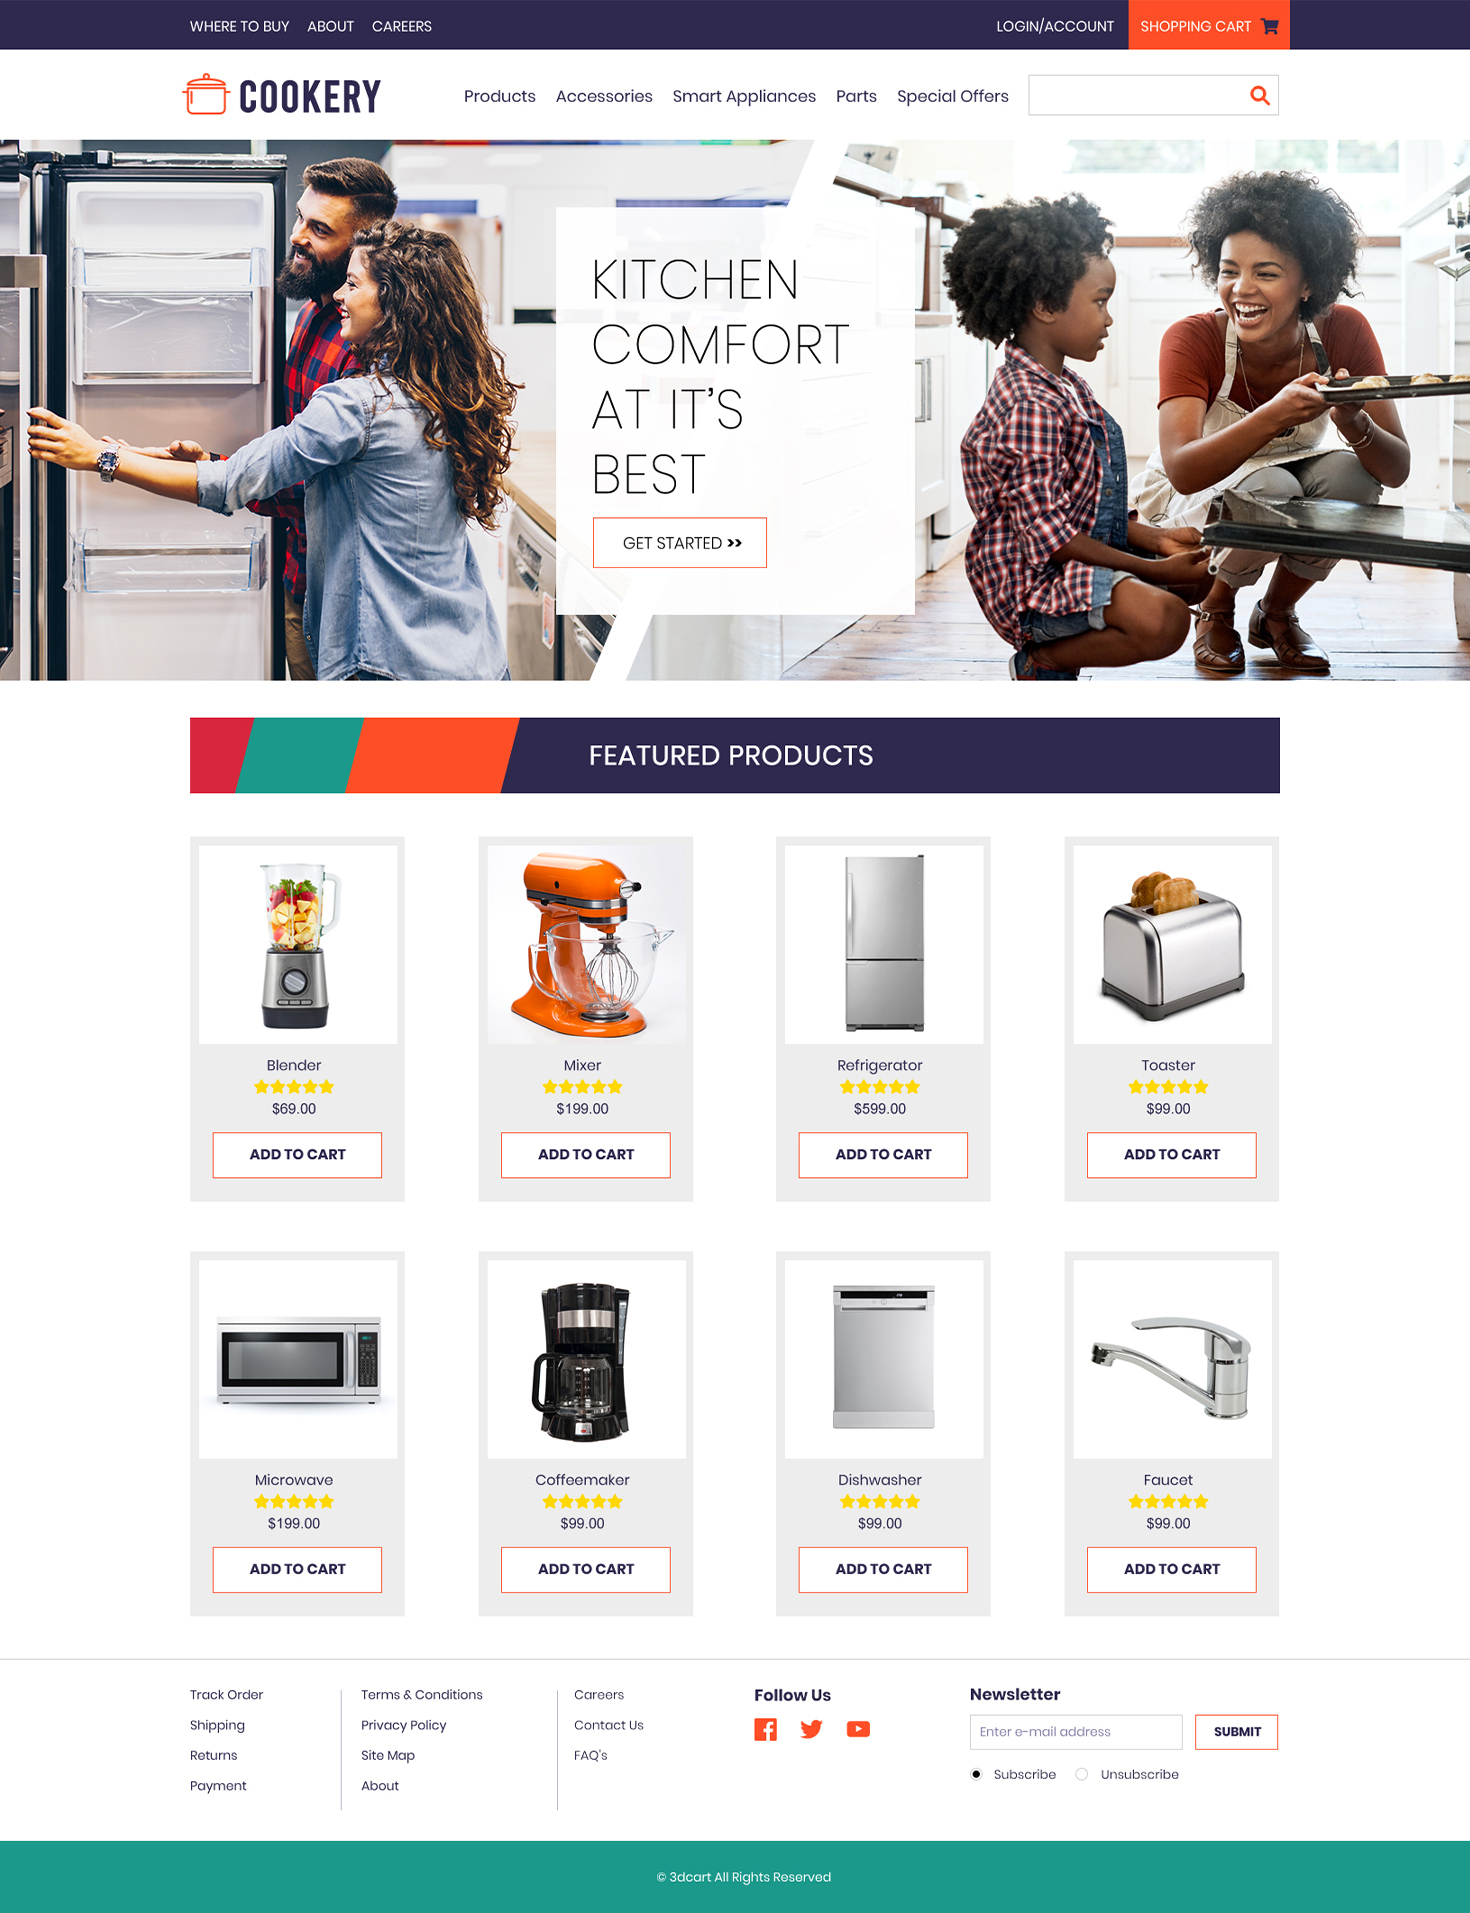 WHERE TO BUY ABOUT CAREERS LOGIN/ACCOUNT SHOPPING CART
COOKERY Products Accessories Smart Appliances Parts Special Offers
KITCHEN
COMFORT
AT IT'S
BEST
GET STARTED >>
FEATURED PRODUCTS
Blender Mixer Refrigerator Toaster
$69.00 $199.00 $599.00 $99.00
ADD TO CART ADD TO CART ADD TO CART ADD TO CART
Microwave Coffeemaker Dishwasher Faucet
$199.00 $99.00 $99.00 $99.00
ADD TO CART ADD TO CART ADD TO CART ADD TO CART
Track Order
Shipping
Returns
Payment
Terms & Conditions
Privacy Policy
Site Map
About
Careers
Contact Us
FAQ's
Follow Us
Newsletter
Enter e-mail address SUBMIT
Subscribe Unsubscribe
© 3dcart All Rights Reserved